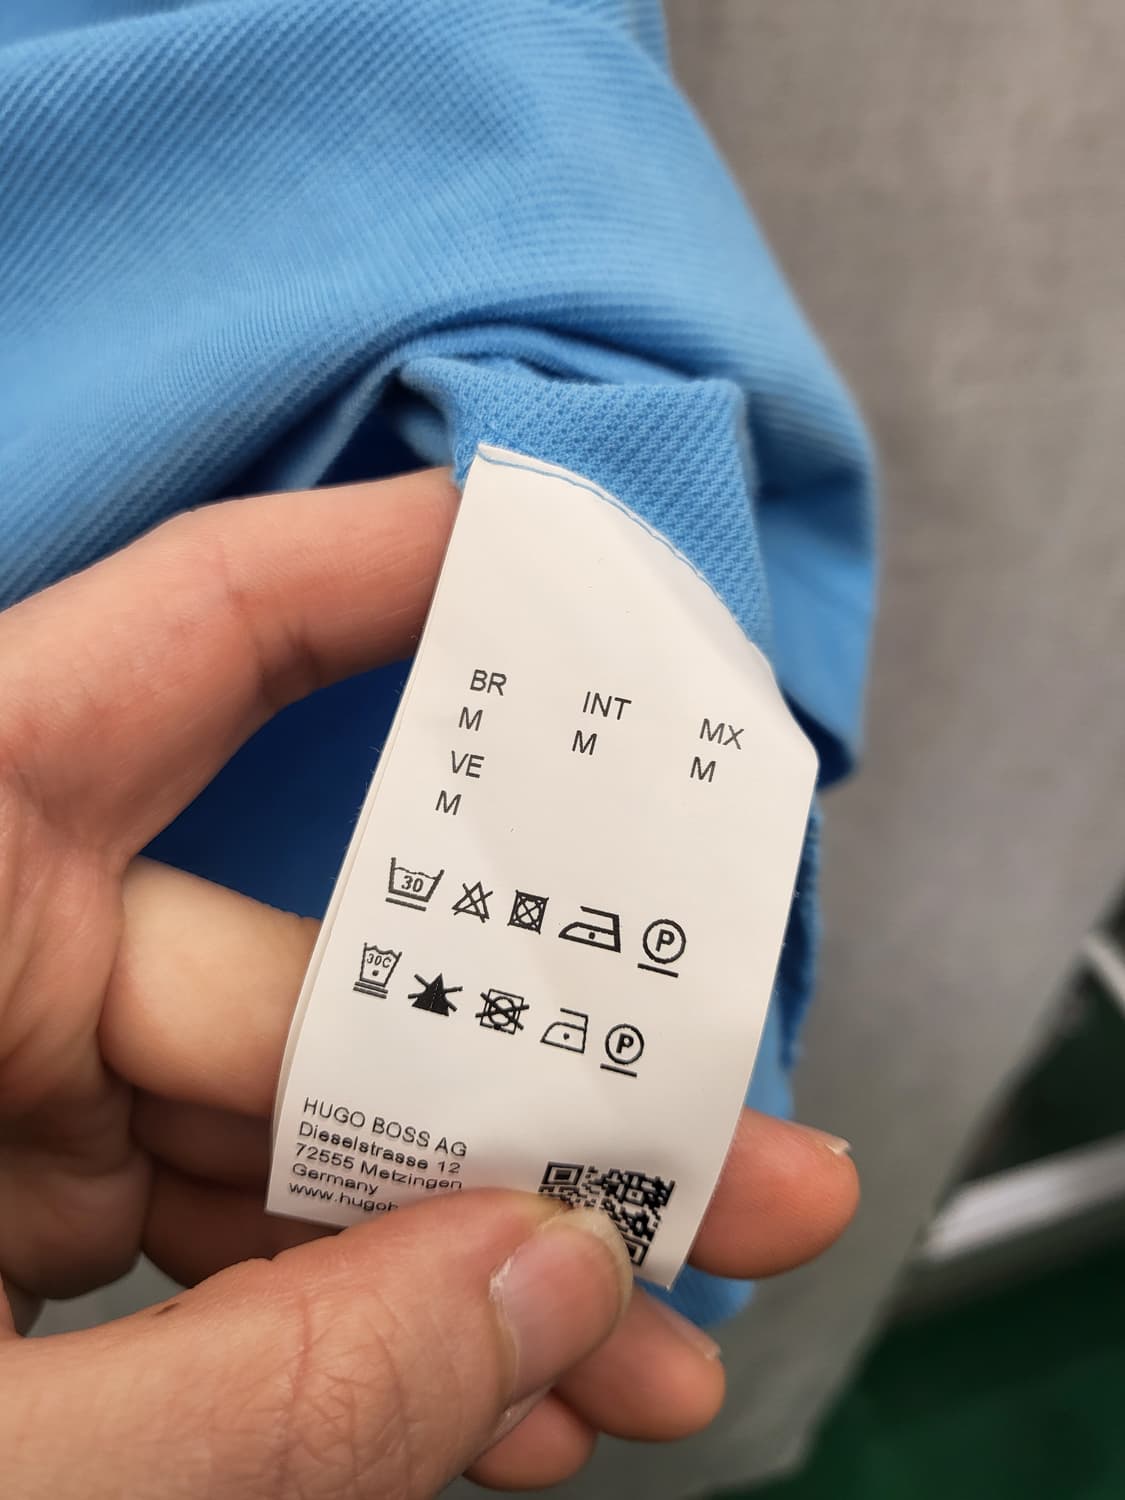 BR INT MX
M M M
VE
M
30 P
30C P
HUGO BOSS AG
Dieselstrasse 12
72555 Metzingen
Germany